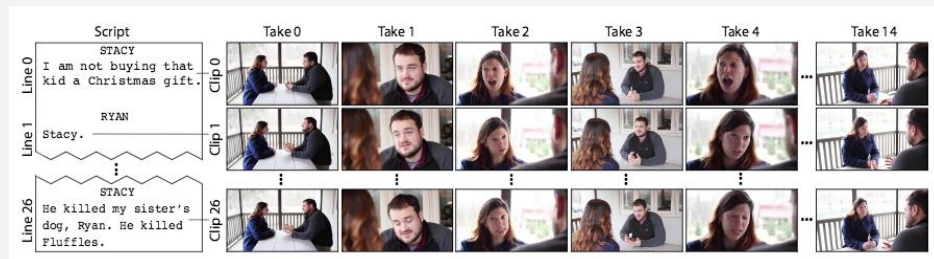 Script Take 0 Take 1 Take 2 Take 3 Take 4 Take 14
Line 0
STACY
I am not buying that
kid a Christmas gift.
Clip 0
...
Line 1
RYAN
Stacy.
Clip 1
...
Line 26
STACY
He killed my sister's
dog, Ryan. He killed
Fluffles.
Clip 26
...